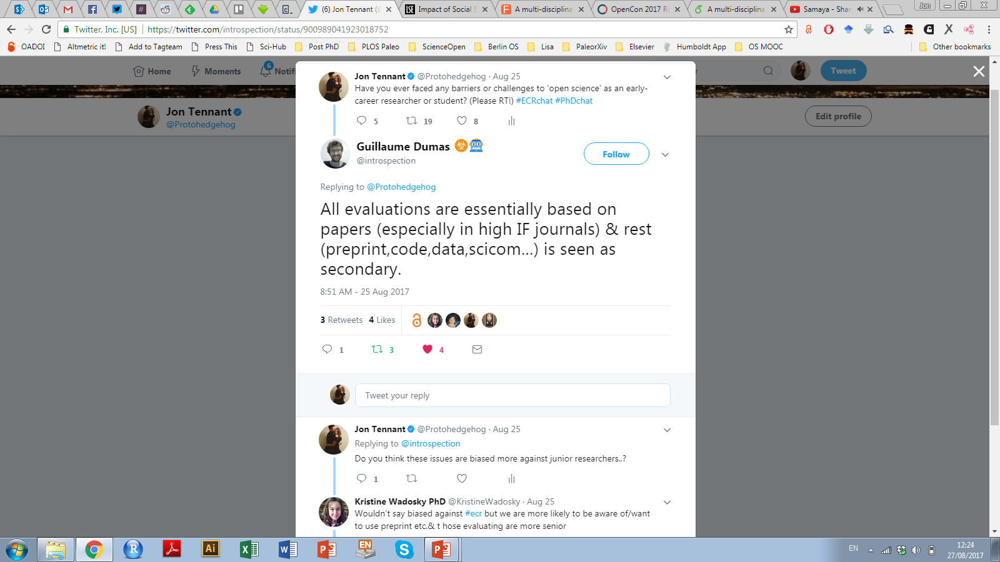 (6) Jon Tennant (
Impact of Social S
A multi-disciplina
OpenCon 2017 R
A multi-disciplina
Samaya - Shan
Jon
Twitter, Inc. [US] https://twitter.com/introspection/status/900989041923018752
OADOI Altmetric it! Add to Tagteam Press This Sci-Hub Post PhD PLOS Paleo ScienceOpen Berlin OS Lisa PaleorXiv Elsevier Humboldt App OS MOOC Other bookmarks
Home Moments 6 Notifi Tweet
Jon Tennant
@Protohedgehog
Edit profile
Jon Tennant @Protohedgehog · Aug 25
Have you ever faced any barriers or challenges to 'open science' as an early-
career researcher or student? (Please RT!) #ECRchat #PhDchat
5 19 8
Guillaume Dumas
@introspection
Follow
Replying to @Protohedgehog
All evaluations are essentially based on
papers (especially in high IF journals) & rest
(preprint,code,data,scicom...) is seen as
secondary.
8:51 AM - 25 Aug 2017
3 Retweets 4 Likes
1 3 4
Tweet your reply
Jon Tennant @Protohedgehog · Aug 25
Replying to @introspection
Do you think these issues are biased more against junior researchers..?
1
Kristine Wadosky PhD @KristineWadosky · Aug 25
Wouldn't say biased against #ecr but we are more likely to be aware of/want
to use preprint etc.& t hose evaluating are more senior
EN
EN
12:24
27/08/2017